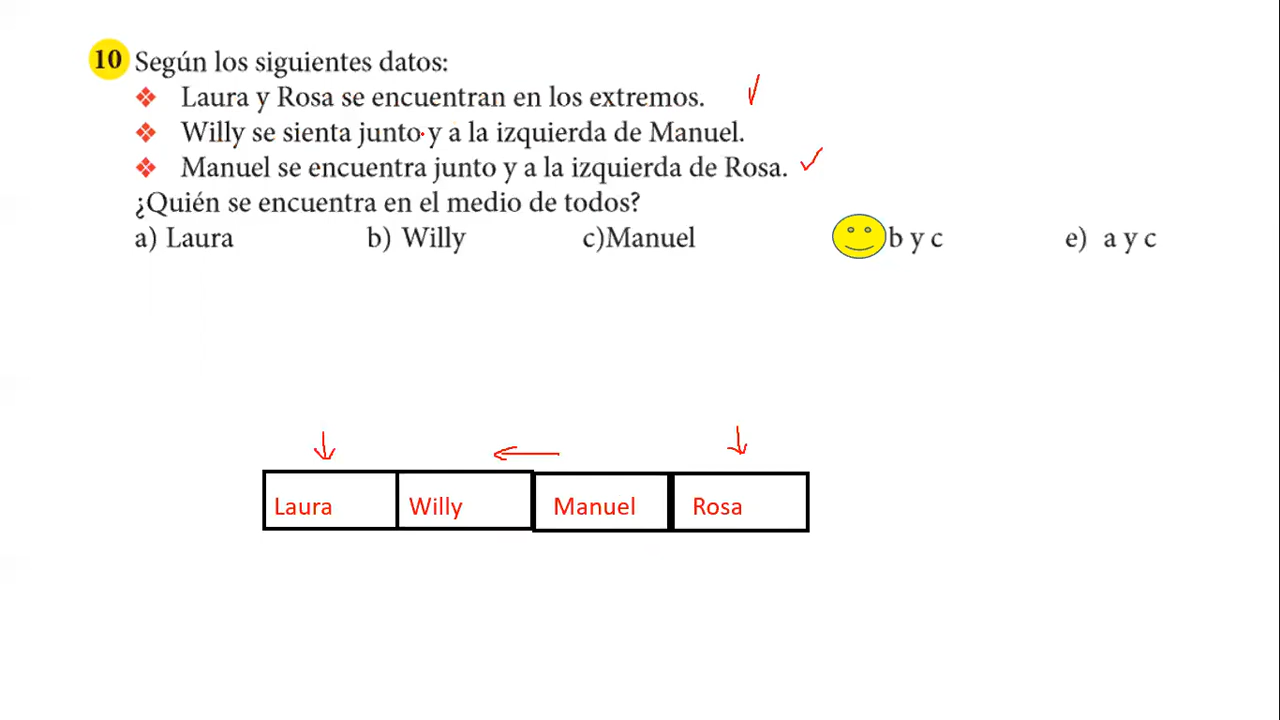 10 Según los siguientes datos:
❖ Laura y Rosa se encuentran en los extremos.
❖ Willy se sienta junto y a la izquierda de Manuel.
❖ Manuel se encuentra junto y a la izquierda de Rosa.
¿Quién se encuentra en el medio de todos?
a) Laura b) Willy c)Manuel b y c e) a y c
Laura Willy Manuel Rosa